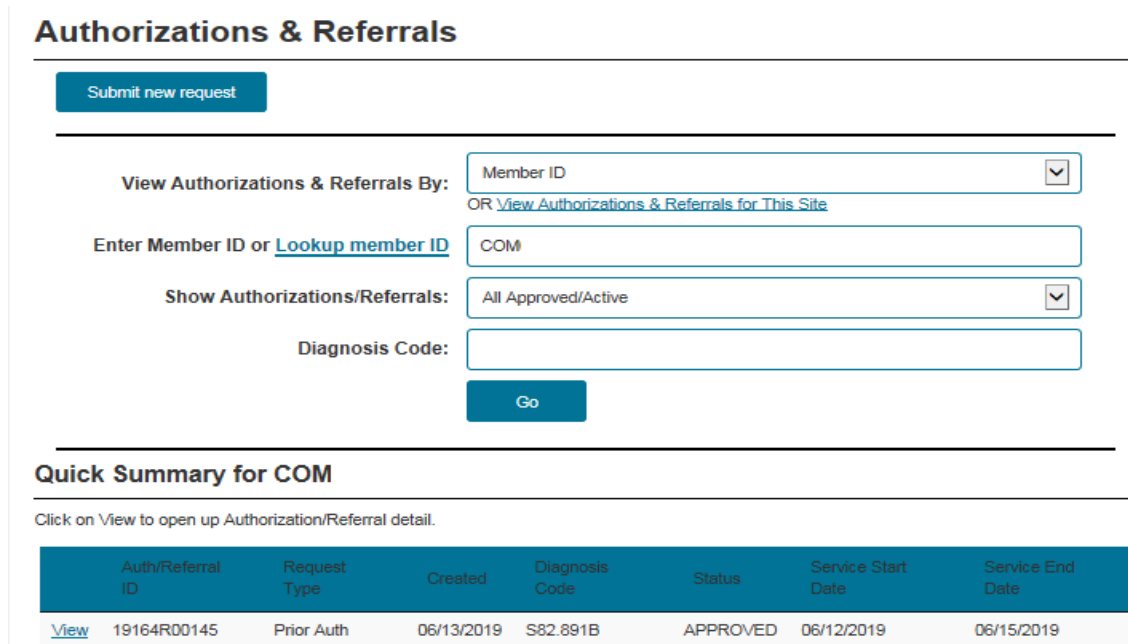 Authorizations & Referrals
Submit new request
View Authorizations & Referrals By:
Member ID
OR View Authorizations & Referrals for This Site
Enter Member ID or Lookup member ID
COM
Show Authorizations/Referrals:
All Approved/Active
Diagnosis Code:
Go
Quick Summary for COM
Click on View to open up Authorization/Referral detail.
Auth/Referral ID Request Type Created Diagnosis Code Status Service Start Date Service End Date
View 19164R00145 Prior Auth 06/13/2019 S82.891B APPROVED 06/12/2019 06/15/2019